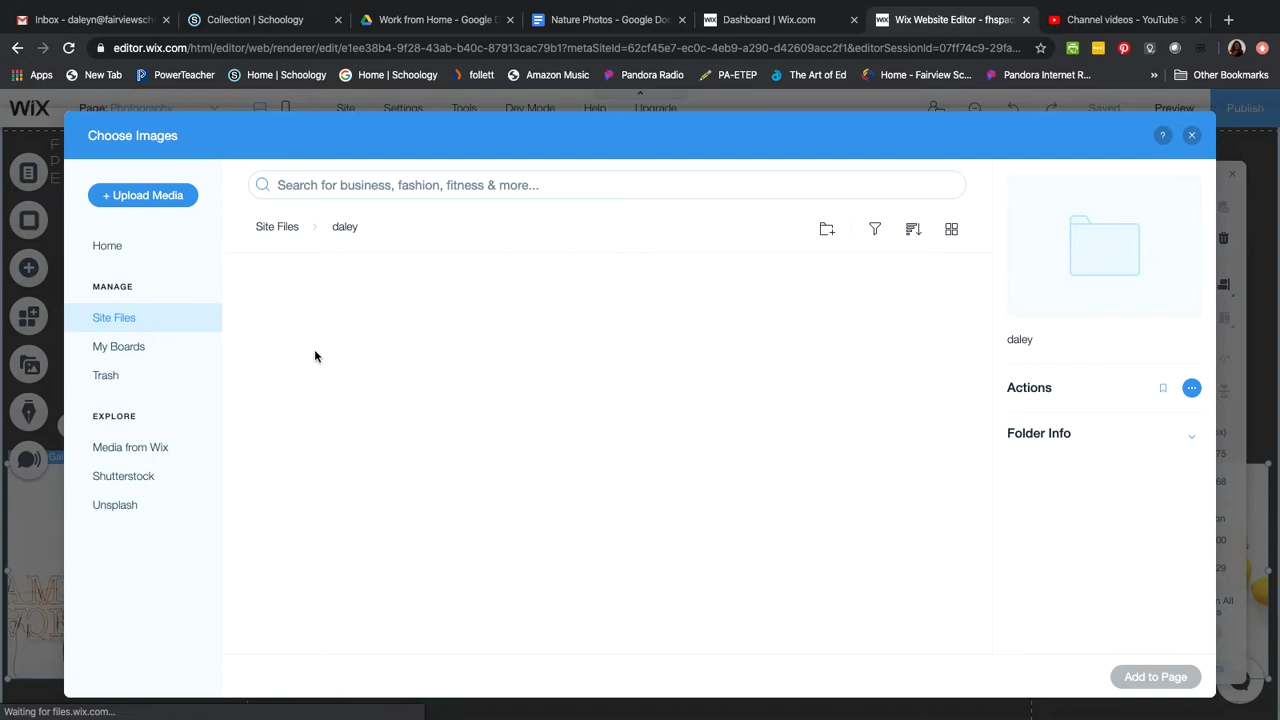 Inbox - daleyn@fairviewsch
Collection | Schoology
Work from Home - Google D
Nature Photos - Google Doc
Dashboard | Wix.com
Wix Website Editor - fhspac
Channel videos - YouTube S
editor.wix.com/html/editor/web/renderer/edit/e1ee38b4-9f28-43ab-b40c-87913cac79b1?metaSiteId=62cf45e7-ec0c-4eb9-a290-d42609acc2f1&editorSessionId=07ff74c9-29fa...
Apps
New Tab
PowerTeacher
Home | Schoology
Home | Schoology
follett
Amazon Music
Pandora Radio
PA-ETEP
The Art of Ed
Home - Fairview Sc...
Pandora Internet R...
Other Bookmarks
WiX
Page: Photography
Site
Settings
Tools
Dev Mode
Help
Upgrade
Saved
Preview
Publish
Choose Images
+ Upload Media
Search for business, fashion, fitness & more...
Site Files
daley
Home
MANAGE
Site Files
My Boards
Trash
EXPLORE
Media from Wix
Shutterstock
Unsplash
daley
Actions
Folder Info
Add to Page
Waiting for files.wix.com...